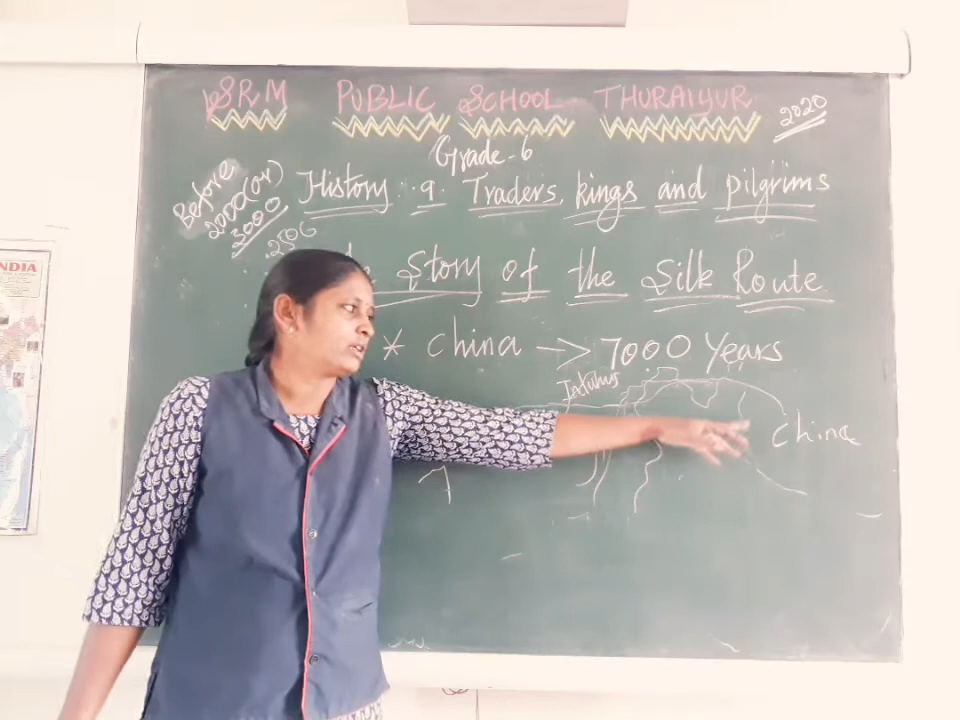 SRM PUBLIC SCHOOL THURAIYUR
2020
Grade-6
Before
2000 (or)
3000
History : 9. Traders, kings and pilgrims
Story of the Silk Route
* China → 7000 Years
China
INDIA